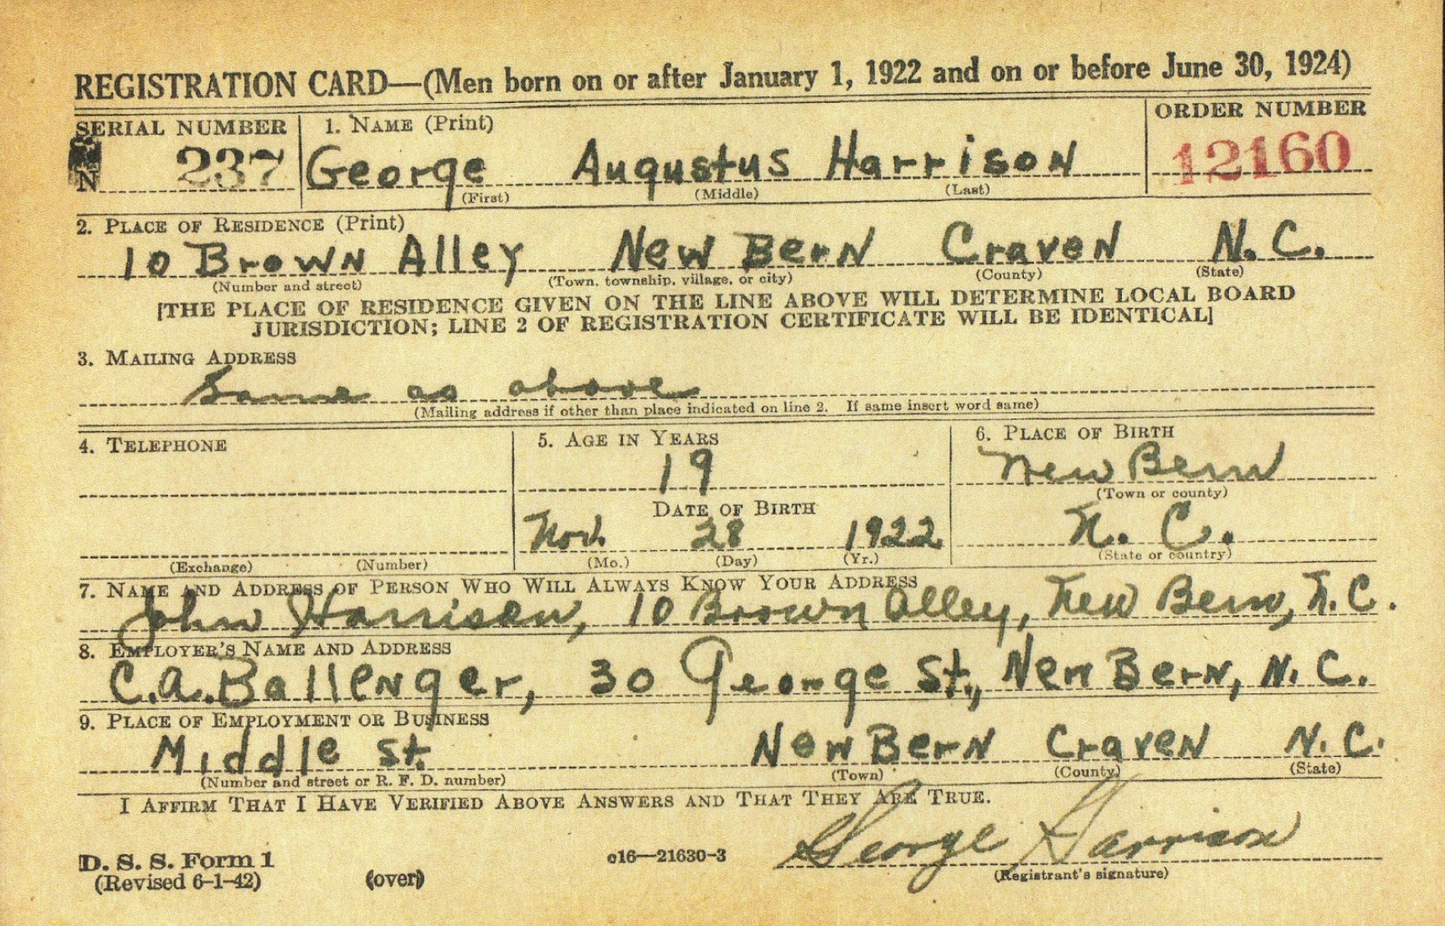 REGISTRATION CARD—(Men born on or after January 1, 1922 and on or before June 30, 1924)
SERIAL NUMBER 1. NAME (Print) ORDER NUMBER
N 237 George Augustus Harrison 12160
(First) (Middle) (Last)
2. PLACE OF RESIDENCE (Print)
10 Brown Alley New Bern Craven N.C.
(Number and street) (Town, township, village, or city) (County) (State)
[THE PLACE OF RESIDENCE GIVEN ON THE LINE ABOVE WILL DETERMINE LOCAL BOARD
JURISDICTION; LINE 2 OF REGISTRATION CERTIFICATE WILL BE IDENTICAL]
3. MAILING ADDRESS
Same as above
(Mailing address if other than place indicated on line 2. If same insert word same)
4. TELEPHONE 5. AGE IN YEARS 6. PLACE OF BIRTH
19 New Bern
(Town or county)
DATE OF BIRTH
Nov. 28 1922 N. C.
(Exchange) (Number) (Mo.) (Day) (Yr.) (State or country)
7. NAME AND ADDRESS OF PERSON WHO WILL ALWAYS KNOW YOUR ADDRESS
John Harrison, 10 Brown Alley, New Bern, N.C.
8. EMPLOYER'S NAME AND ADDRESS
C.A. Ballenger, 30 George St., New Bern, N. C.
9. PLACE OF EMPLOYMENT OR BUSINESS
Middle St. New Bern Craven N. C.
(Number and street or R. F. D. number) (Town) (County) (State)
I AFFIRM THAT I HAVE VERIFIED ABOVE ANSWERS AND THAT THEY ARE TRUE.
George Harrison
D. S. S. Form 1 c16—21630-3
(Revised 6-1-42) (over) (Registrant's signature)